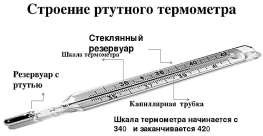 Строение ртутного термометра
Стеклянный
резервуар
Шкала термометра
Резервуар с
ртутью
Капиллярная трубка
Шкала термометра начинается с
340 и заканчивается 420